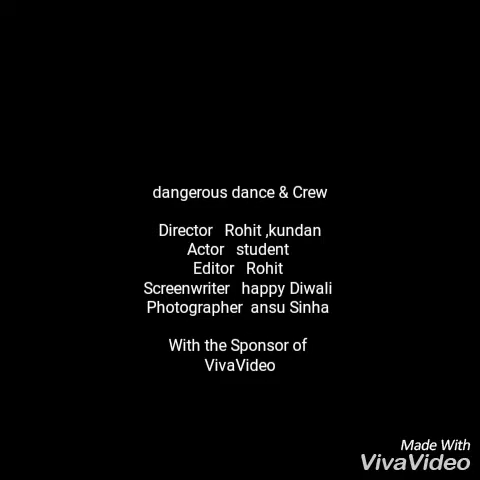 dangerous dance & Crew
Director Rohit ,kundan
Actor student
Editor Rohit
Screenwriter happy Diwali
Photographer ansu Sinha
With the Sponsor of
VivaVideo
Made With
VivaVideo